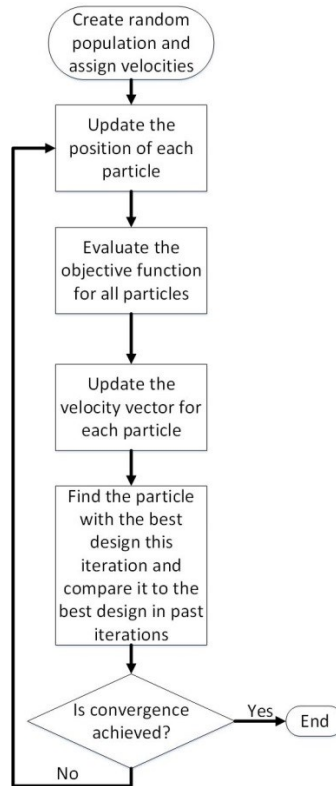 Create random
population and
assign velocities
Update the
position of each
particle
Evaluate the
objective function
for all particles
Update the
velocity vector for
each particle
Find the particle
with the best
design this
iteration and
compare it to the
best design in past
iterations
Is convergence
achieved?
Yes
End
No